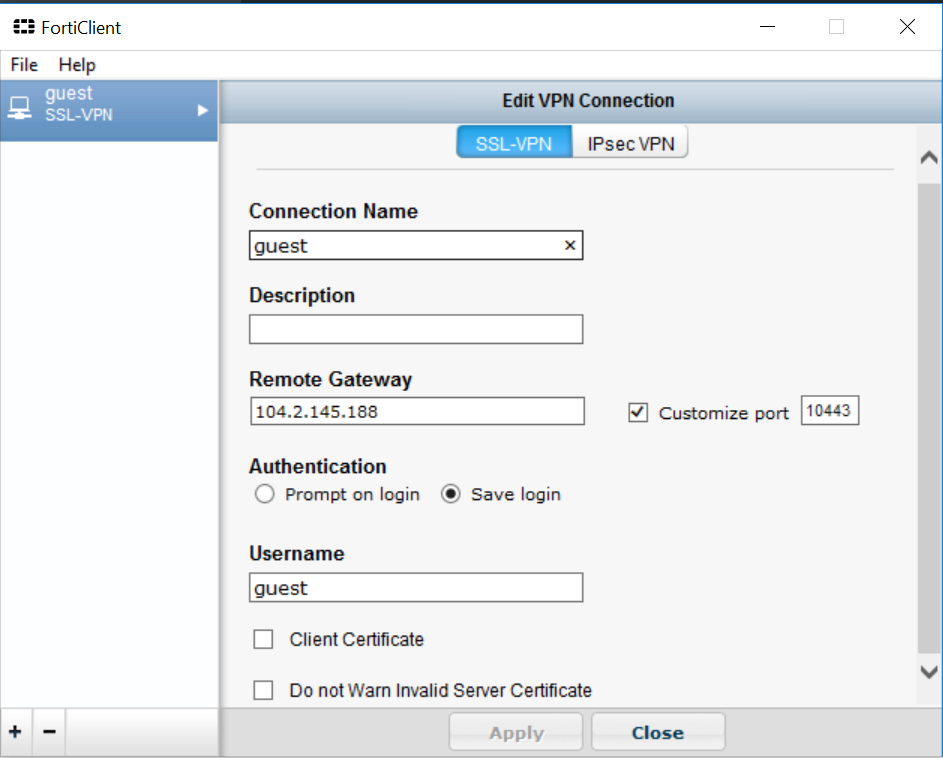 FortiClient
File Help
guest
SSL-VPN
Edit VPN Connection
SSL-VPN IPsec VPN
Connection Name
guest
Description
Remote Gateway
104.2.145.188 Customize port 10443
Authentication
Prompt on login Save login
Username
guest
Client Certificate
Do not Warn Invalid Server Certificate
+ − Apply Close